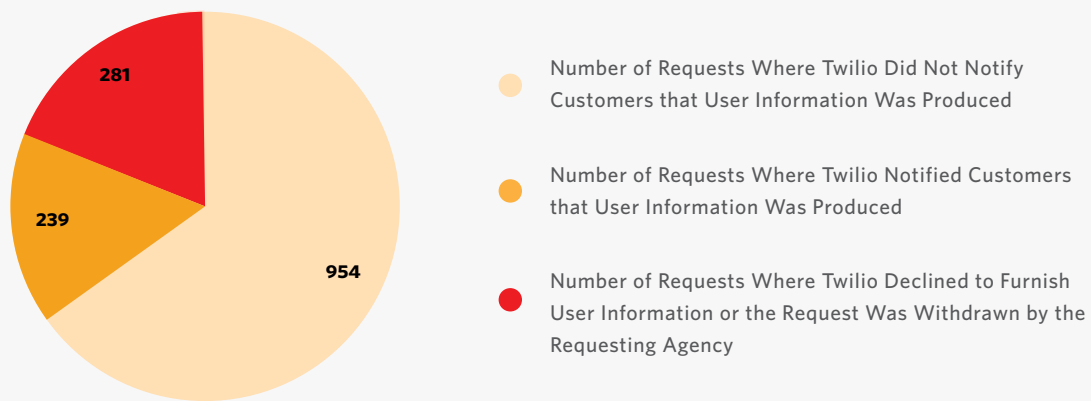 281
239
954
Number of Requests Where Twilio Did Not Notify
Customers that User Information Was Produced
Number of Requests Where Twilio Notified Customers
that User Information Was Produced
Number of Requests Where Twilio Declined to Furnish
User Information or the Request Was Withdrawn by the
Requesting Agency